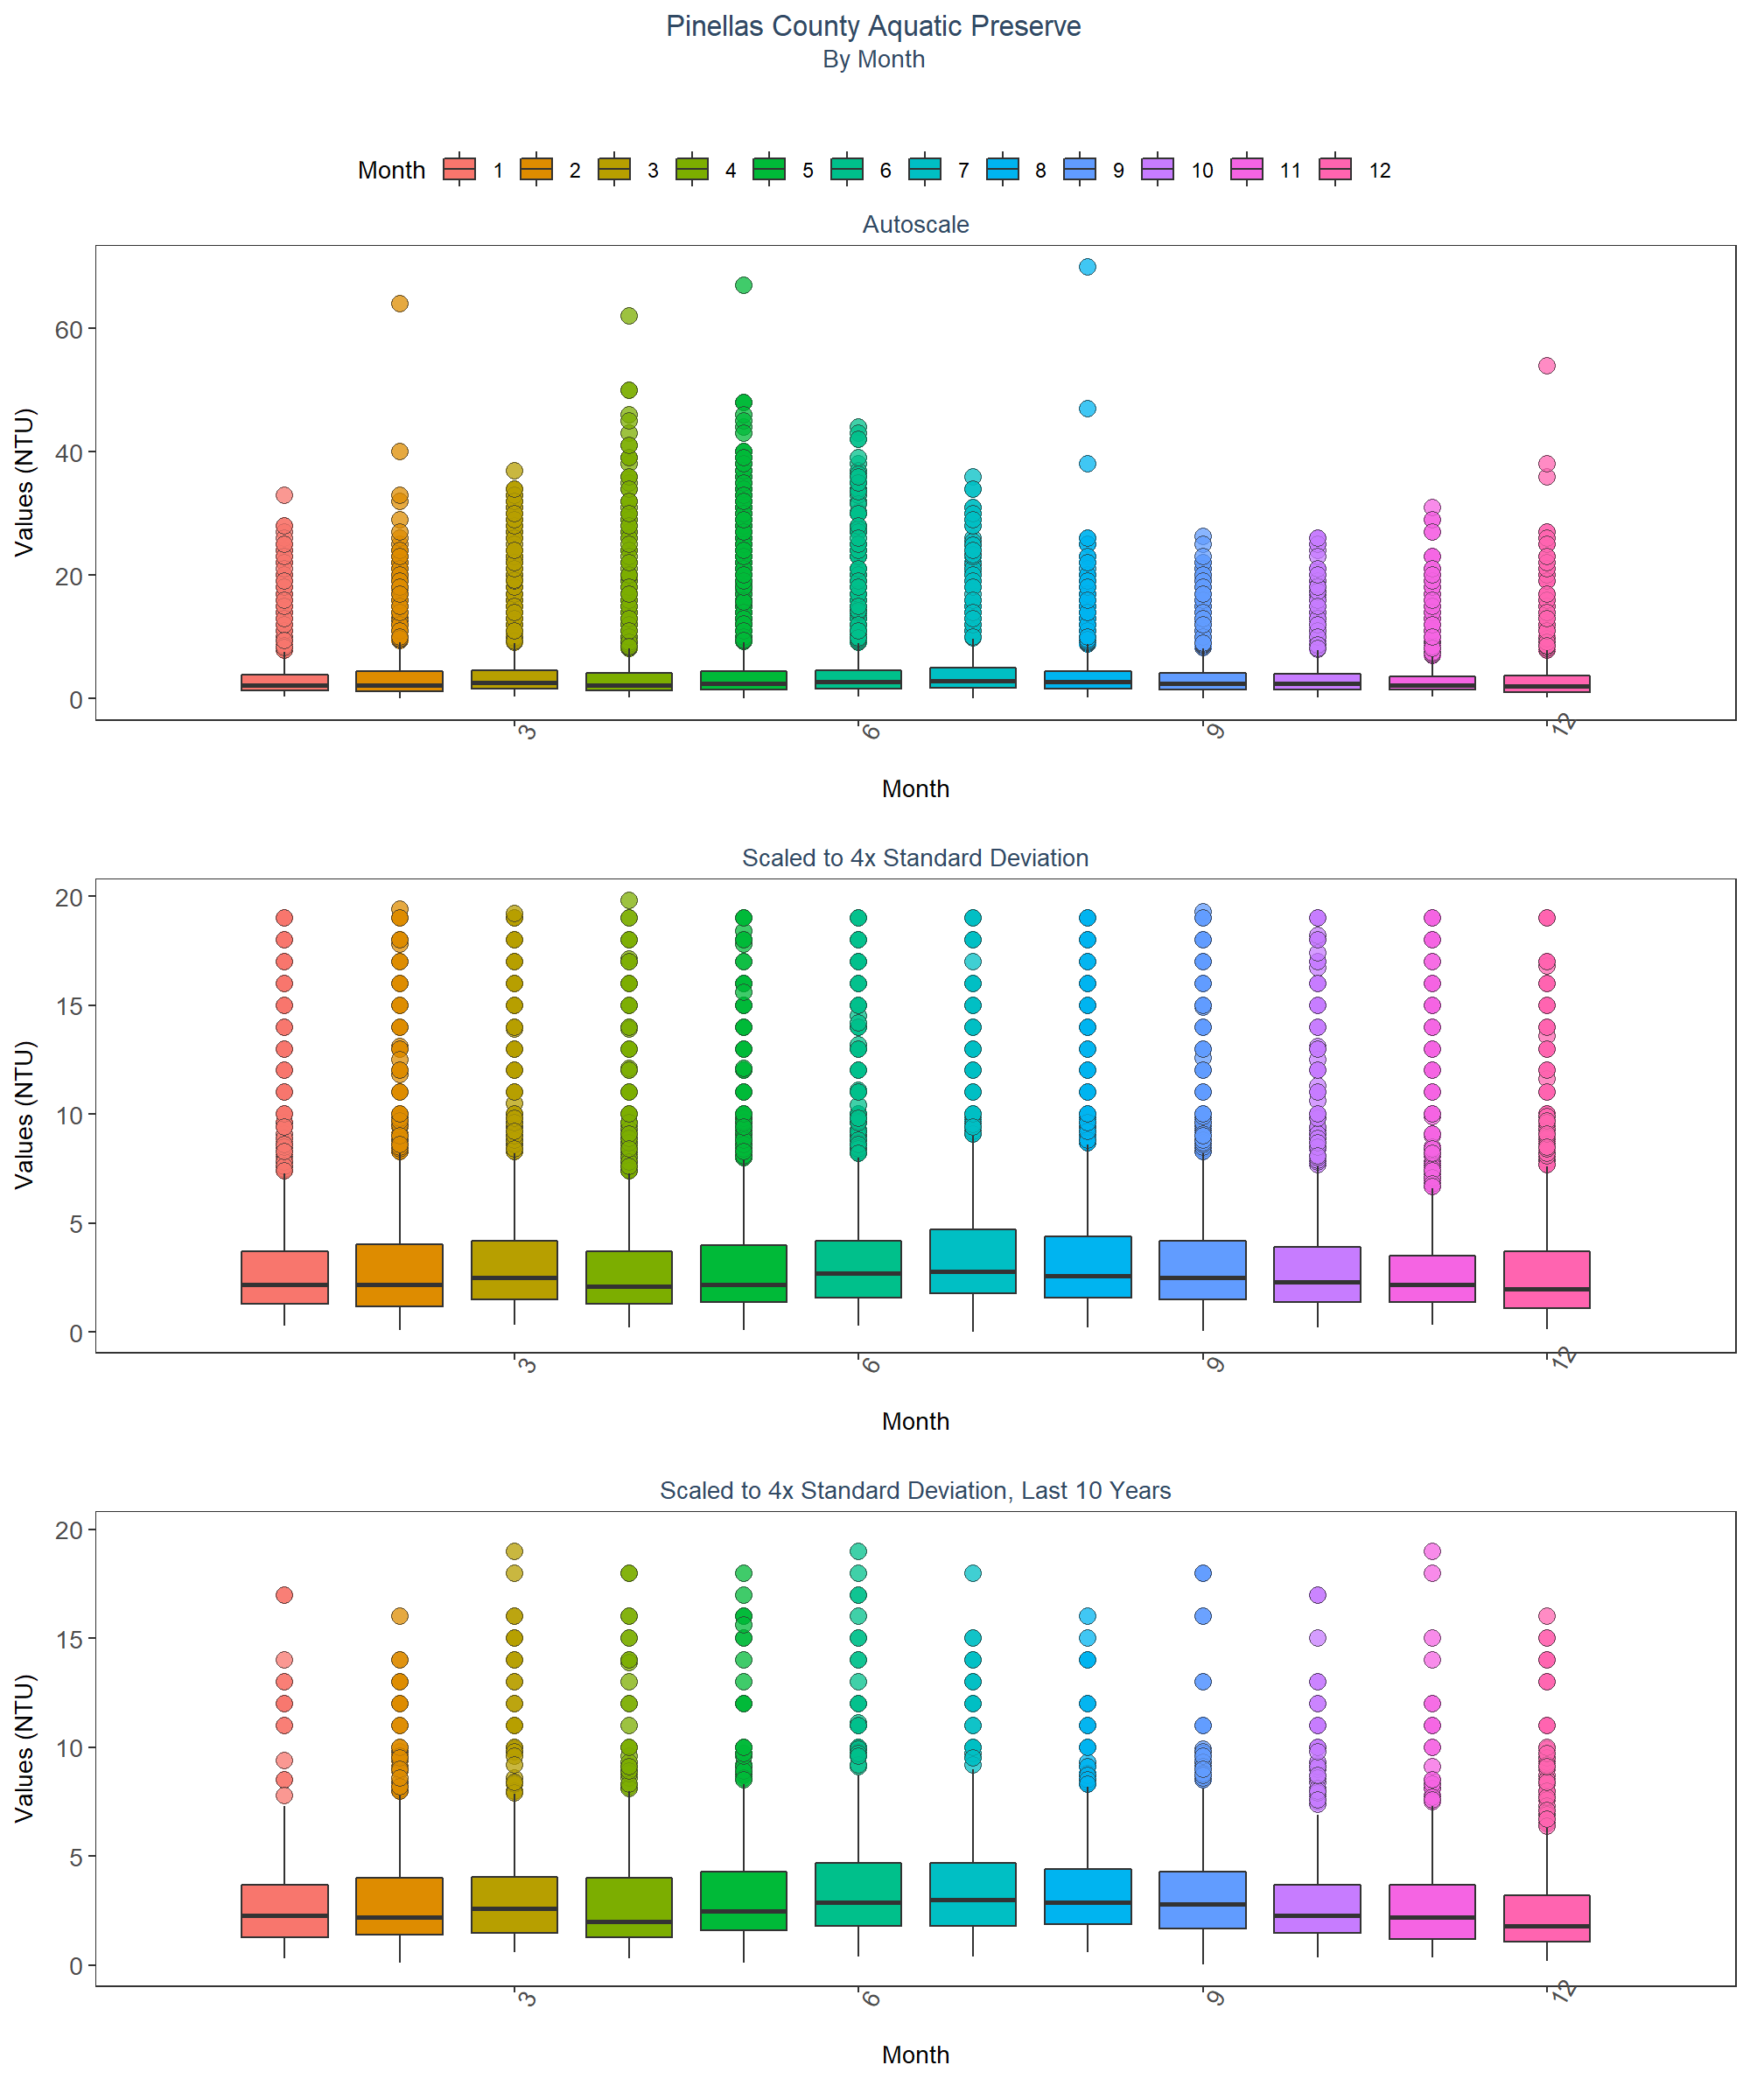 Pinellas County Aquatic Preserve
By Month
Month 1 2 3 4 5 6 7 8 9 10 11 12
Autoscale
Values (NTU)
60
40
20
0
3 6 9 12
Month
Scaled to 4x Standard Deviation
Values (NTU)
20
15
10
5
0
3 6 9 12
Month
Scaled to 4x Standard Deviation, Last 10 Years
Values (NTU)
20
15
10
5
0
3 6 9 12
Month